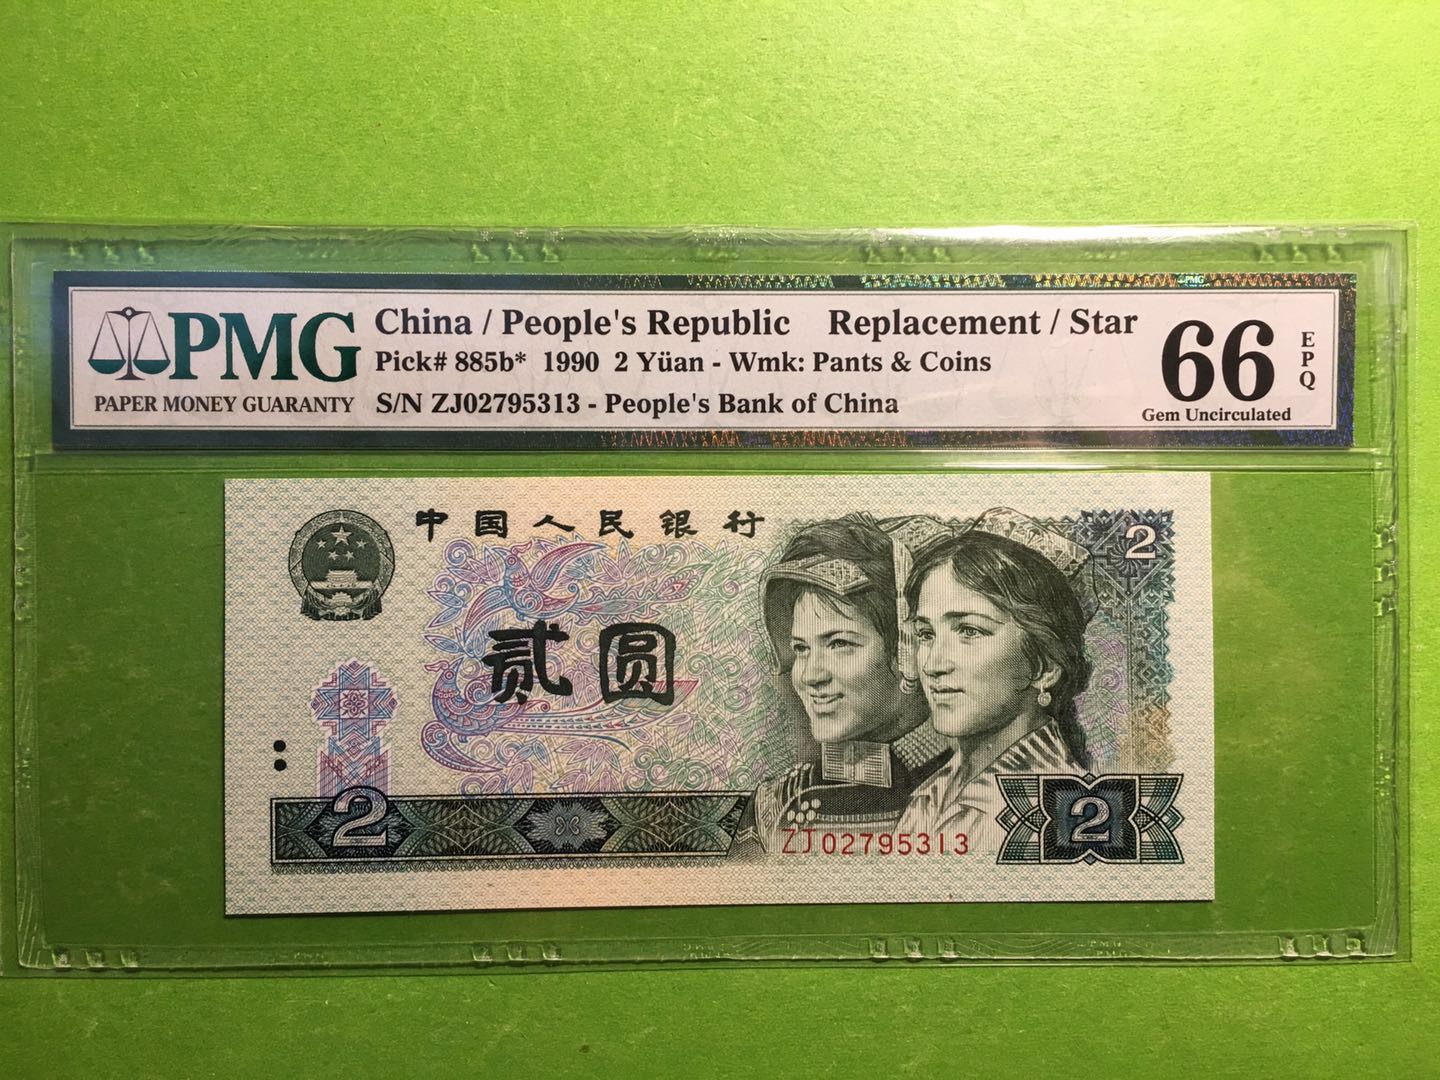 PMG
PAPER MONEY GUARANTY
China / People's Republic Replacement / Star
Pick# 885b* 1990 2 Yüan - Wmk: Pants & Coins
S/N ZJ02795313 - People's Bank of China
66
EPQ
Gem Uncirculated
中国人民银行
2
贰圆
2
ZJ02795313
2